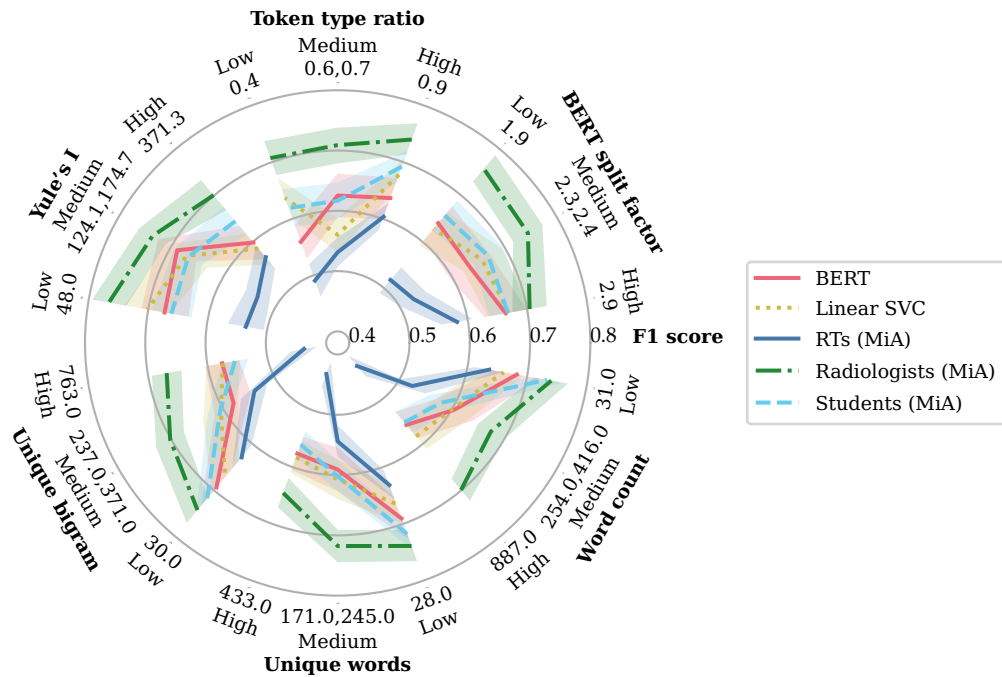 Token type ratio
Low
0.4
Medium
0.6,0.7
High
0.9
BERT split factor
Low
1.9
Medium
2.3,2.4
High
2.9
F1 score
0.4
0.5
0.6
0.7
0.8
Word count
Low
31.0
Medium
254.0,416.0
High
887.0
Unique words
Low
28.0
Medium
171.0,245.0
High
433.0
Unique bigram
Low
30.0
Medium
237.0,371.0
High
763.0
Yule's I
Low
48.0
Medium
124.1,174.7
High
371.3
BERT
Linear SVC
RTs (MiA)
Radiologists (MiA)
Students (MiA)